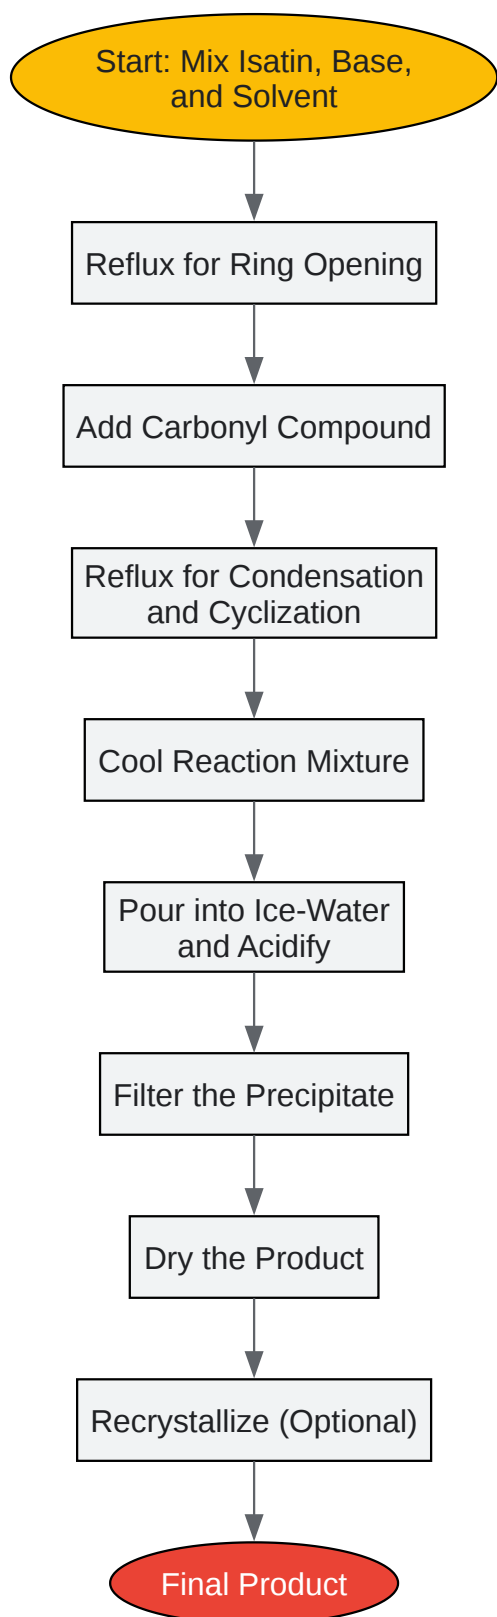 Start: Mix Isatin, Base,
and Solvent
Reflux for Ring Opening
Add Carbonyl Compound
Reflux for Condensation
and Cyclization
Cool Reaction Mixture
Pour into Ice-Water
and Acidify
Filter the Precipitate
Dry the Product
Recrystallize (Optional)
Final Product